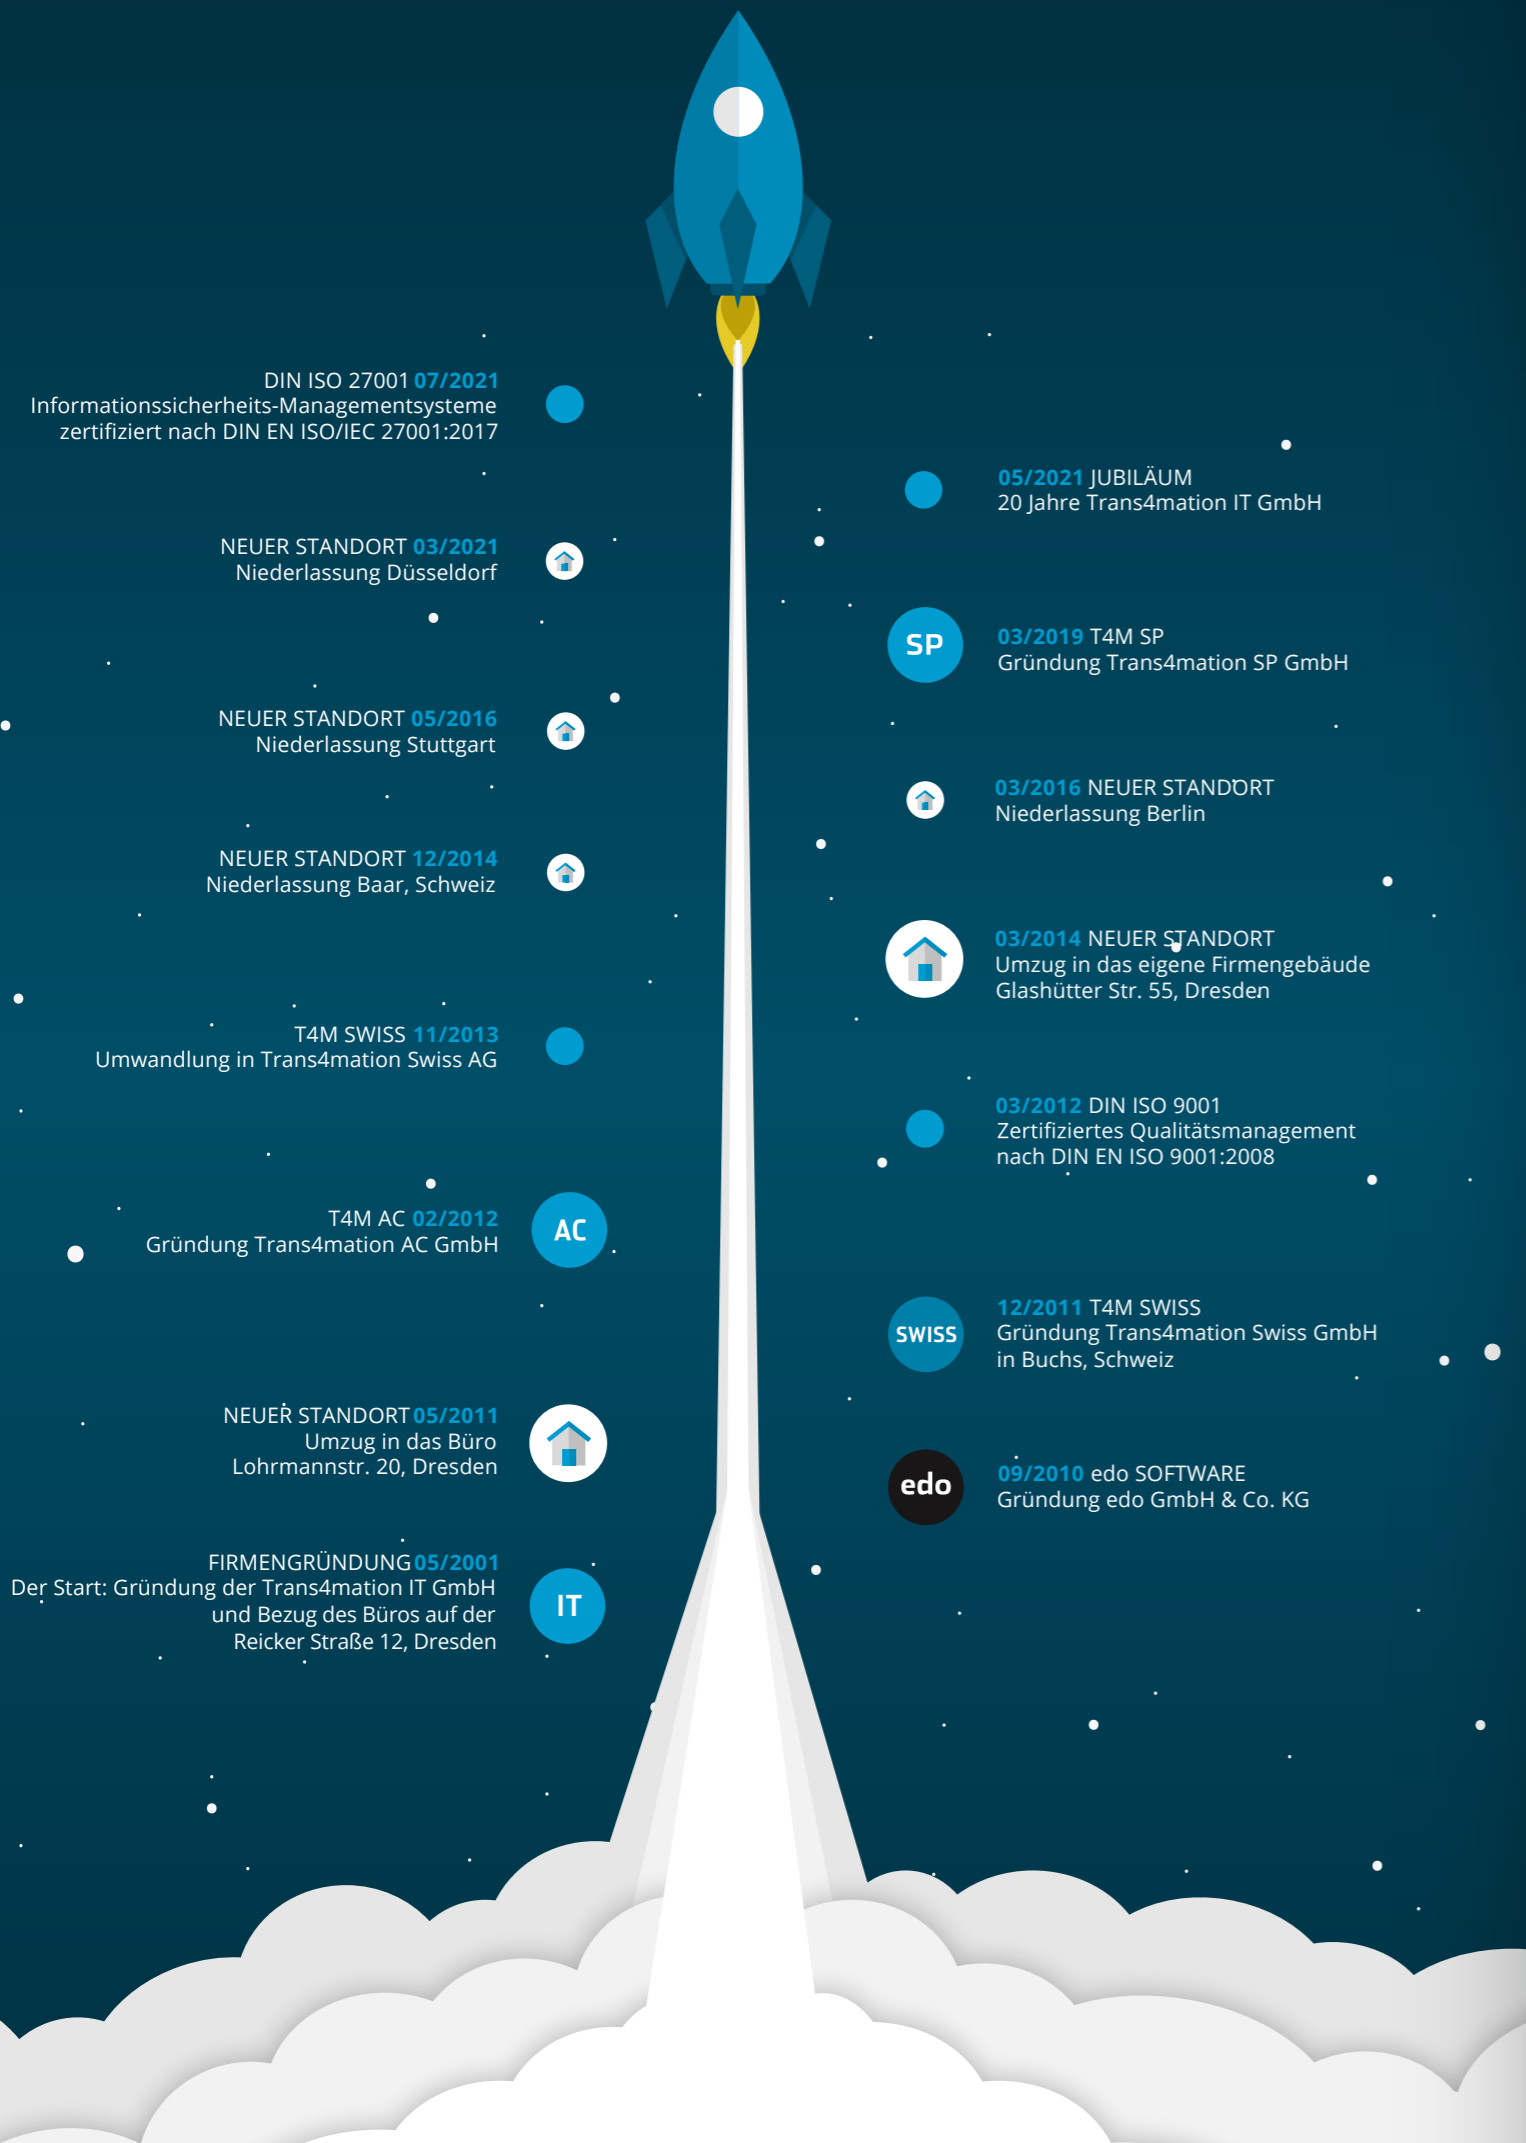 DIN ISO 27001 07/2021
Informationssicherheits-Managementsysteme
zertifiziert nach DIN EN ISO/IEC 27001:2017
05/2021 JUBILÄUM
20 Jahre Trans4mation IT GmbH
NEUER STANDORT 03/2021
Niederlassung Düsseldorf
SP
03/2019 T4M SP
Gründung Trans4mation SP GmbH
NEUER STANDORT 05/2016
Niederlassung Stuttgart
03/2016 NEUER STANDORT
Niederlassung Berlin
NEUER STANDORT 12/2014
Niederlassung Baar, Schweiz
03/2014 NEUER STANDORT
Umzug in das eigene Firmengebäude
Glashütter Str. 55, Dresden
T4M SWISS 11/2013
Umwandlung in Trans4mation Swiss AG
03/2012 DIN ISO 9001
Zertifiziertes Qualitätsmanagement
nach DIN EN ISO 9001:2008
T4M AC 02/2012
Gründung Trans4mation AC GmbH
AC
SWISS
12/2011 T4M SWISS
Gründung Trans4mation Swiss GmbH
in Buchs, Schweiz
NEUER STANDORT 05/2011
Umzug in das Büro
Lohrmannstr. 20, Dresden
edo
09/2010 edo SOFTWARE
Gründung edo GmbH & Co. KG
FIRMENGRÜNDUNG 05/2001
Der Start: Gründung der Trans4mation IT GmbH
und Bezug des Büros auf der
Reicker Straße 12, Dresden
IT